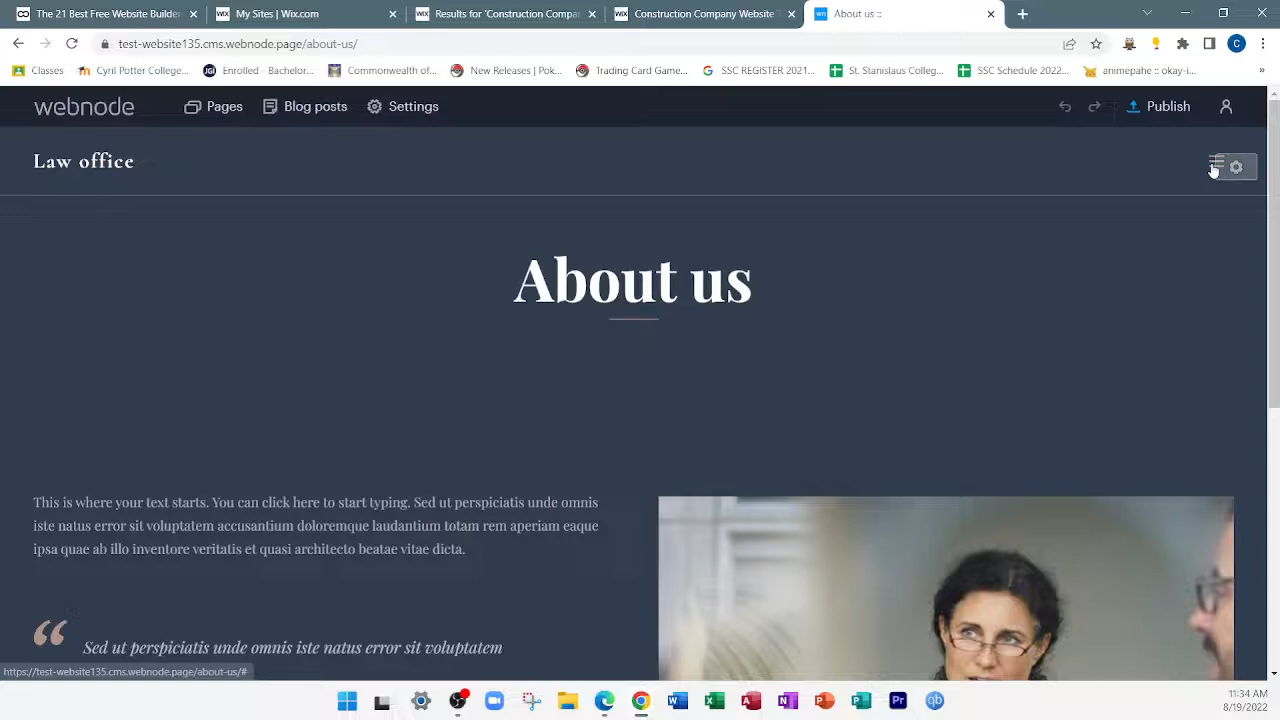 My Websites - Webnode
My Sites | Wix.com
Results for 'Construction Compa
Construction Company Website T
About us ::
test-website135.cms.webnode.page/about-us/
Classes
Cyril Potter College...
Enrolled - Bachelor...
Commonwealth of...
New Releases | Pok...
Trading Card Game...
SSC REGISTER 2021...
St. Stanislaus Colleg...
SSC Schedule 2022...
animepahe :: okay-i...
webnode
Pages
Blog posts
Settings
Publish
Law office
About us
This is where your text starts. You can click here to start typing. Sed ut perspiciatis unde omnis
iste natus error sit voluptatem accusantium doloremque laudantium totam rem aperiam eaque
ipsa quae ab illo inventore veritatis et quasi architecto beatae vitae dicta.
“ Sed ut perspiciatis unde omnis iste natus error sit voluptatem
https://test-website135.cms.webnode.page/about-us/#
11:34 AM
8/19/2022